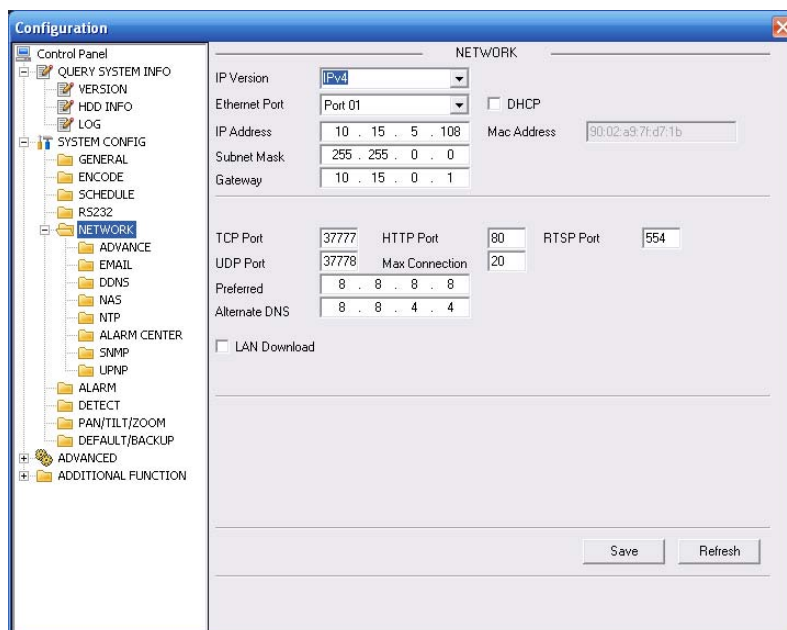 Configuration
Control Panel
QUERY SYSTEM INFO
VERSION
HDD INFO
LOG
SYSTEM CONFIG
GENERAL
ENCODE
SCHEDULE
RS232
NETWORK
ADVANCE
EMAIL
DDNS
NAS
NTP
ALARM CENTER
SNMP
UPNP
ALARM
DETECT
PAN/TILT/ZOOM
DEFAULT/BACKUP
ADVANCED
ADDITIONAL FUNCTION
NETWORK
IP Version IPv4
Ethernet Port Port 01 DHCP
IP Address 10 . 15 . 5 . 108 Mac Address 90:02:a9:7f:d7:1b
Subnet Mask 255 . 255 . 0 . 0
Gateway 10 . 15 . 0 . 1
TCP Port 37777 HTTP Port 80 RTSP Port 554
UDP Port 37778 Max Connection 20
Preferred 8 . 8 . 8 . 8
Alternate DNS 8 . 8 . 4 . 4
LAN Download
Save Refresh